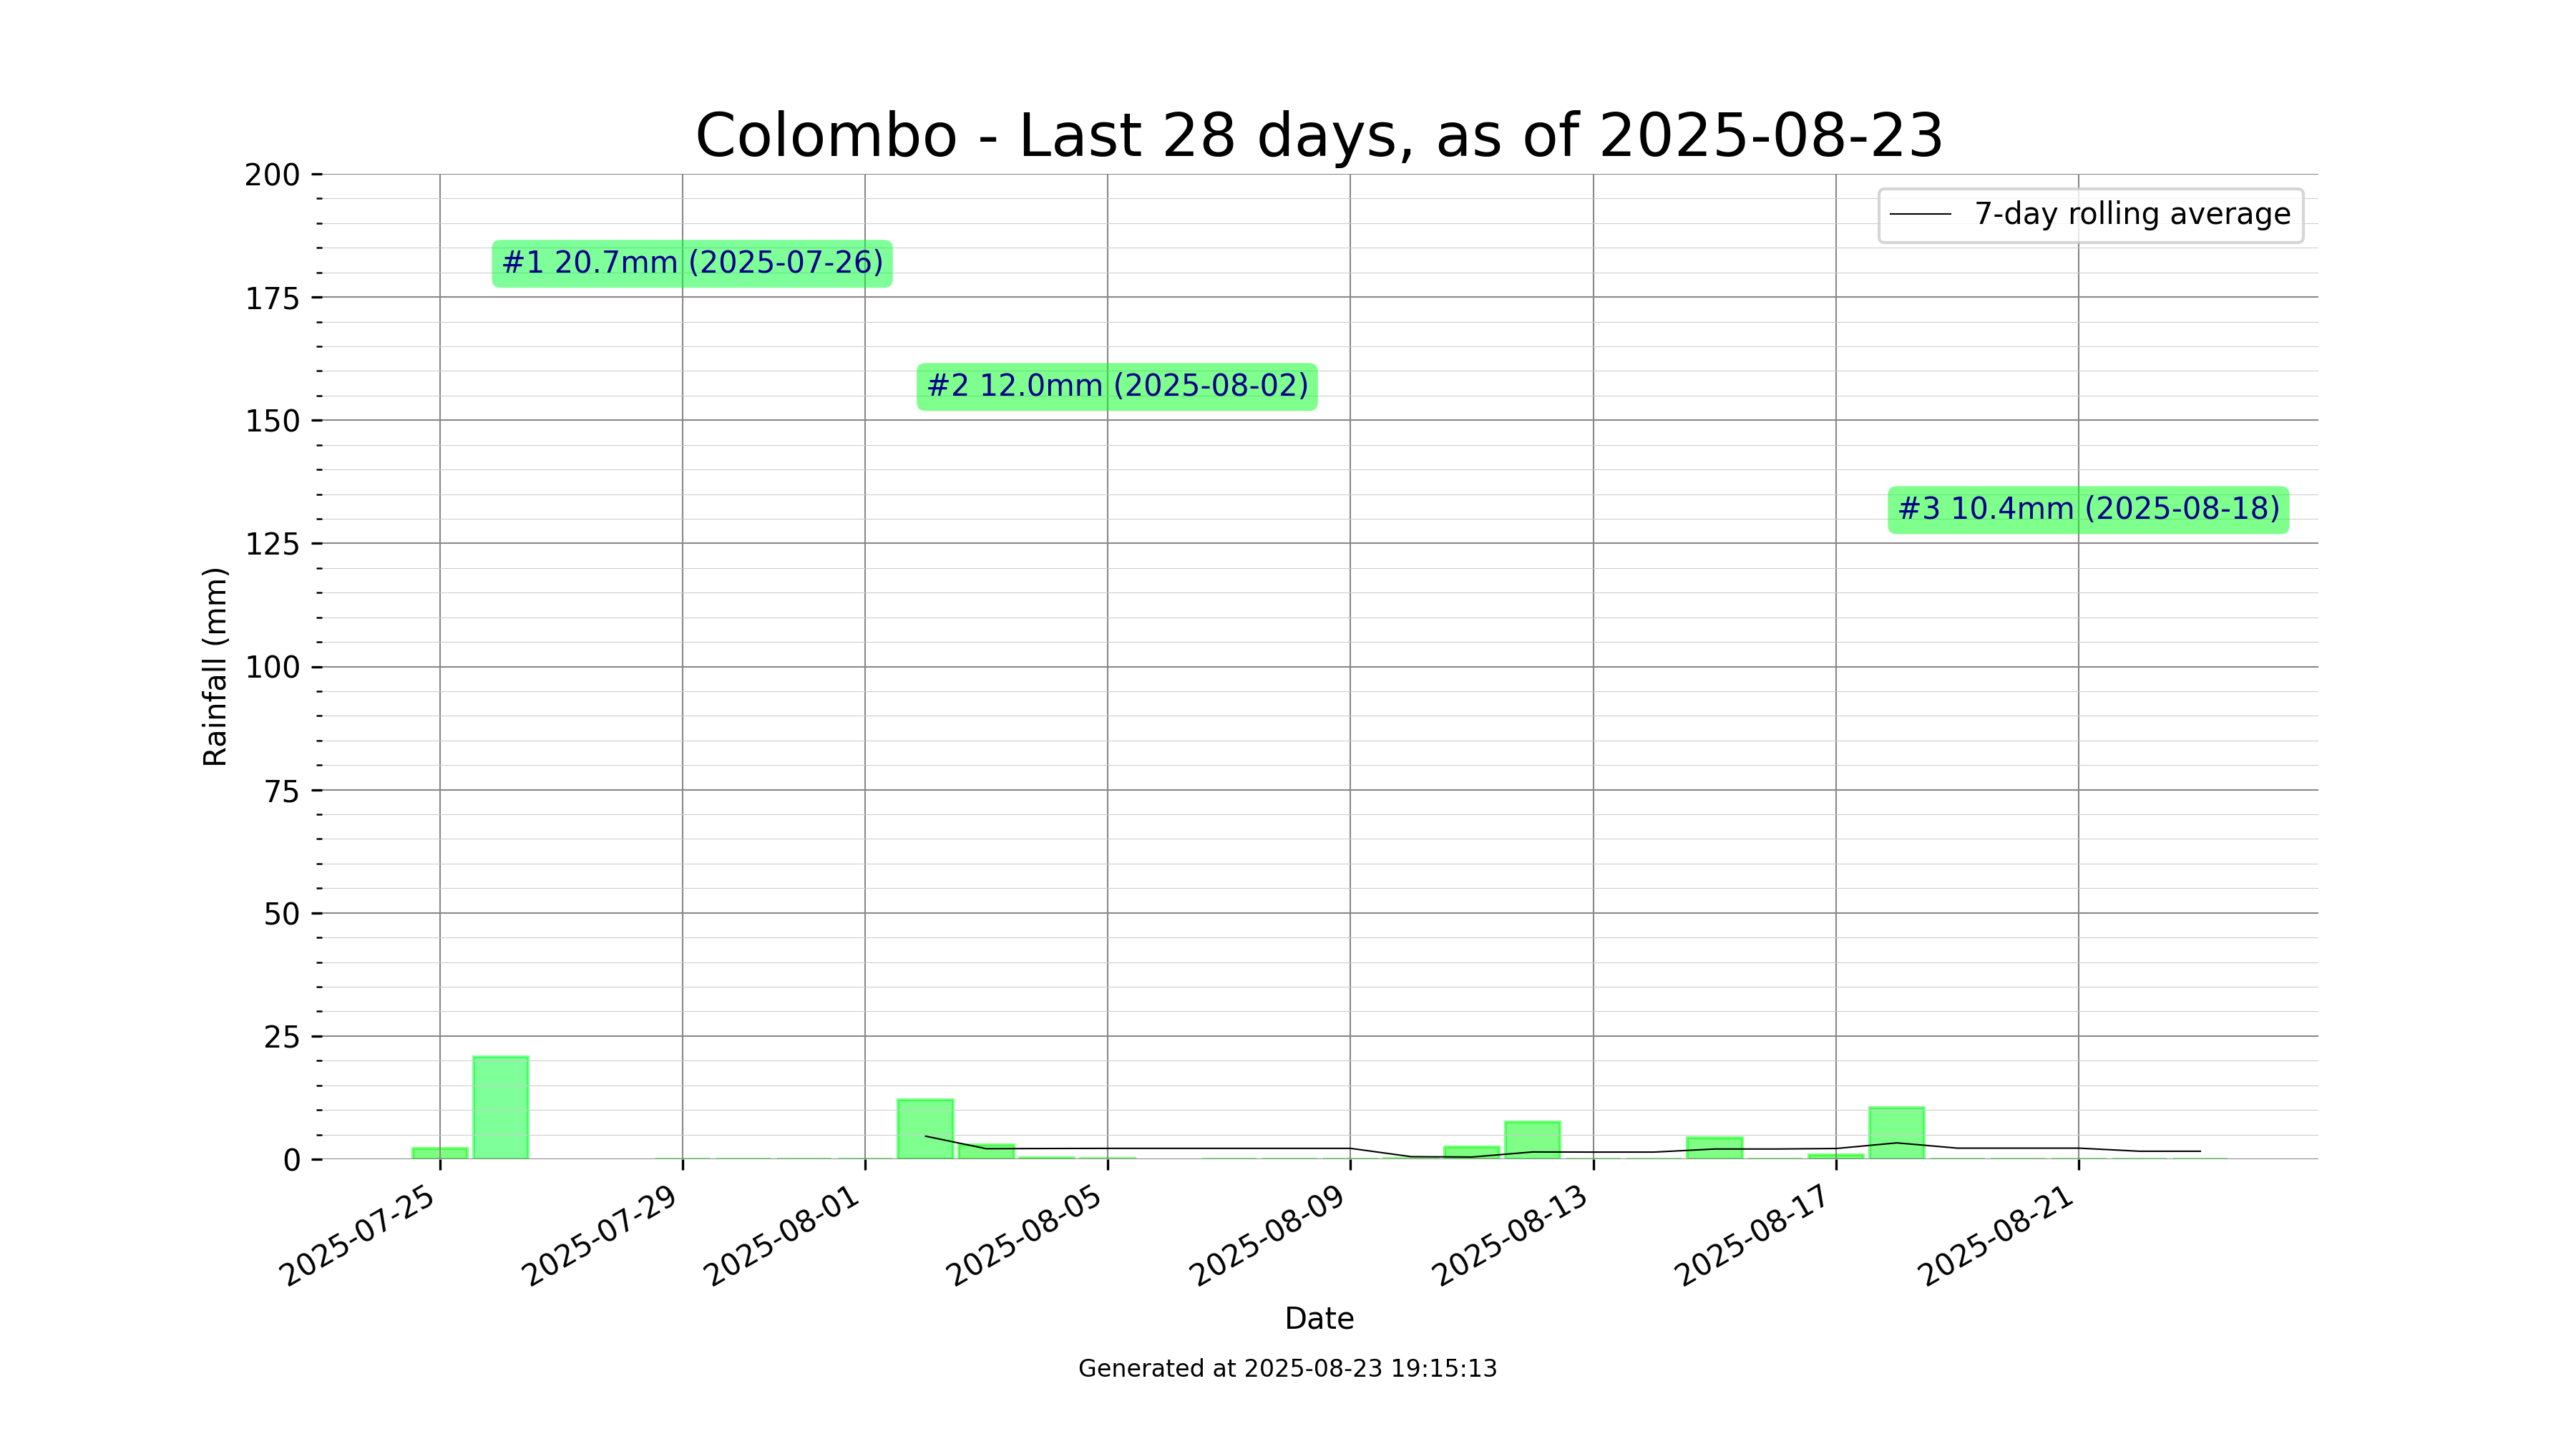 Colombo - Last 28 days, as of 2025-08-23
7-day rolling average
#1 20.7mm (2025-07-26)
#2 12.0mm (2025-08-02)
#3 10.4mm (2025-08-18)
Rainfall (mm)
200
175
150
125
100
75
50
25
0
2025-07-25
2025-07-29
2025-08-01
2025-08-05
2025-08-09
2025-08-13
2025-08-17
2025-08-21
Date
Generated at 2025-08-23 19:15:13